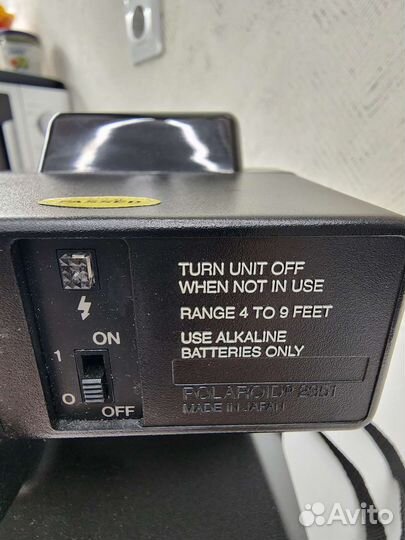 PASSED
TURN UNIT OFF
WHEN NOT IN USE
RANGE 4 TO 9 FEET
USE ALKALINE
BATTERIES ONLY
ON
1
0
OFF
POLAROID® 2351
MADE IN JAPAN
Avito